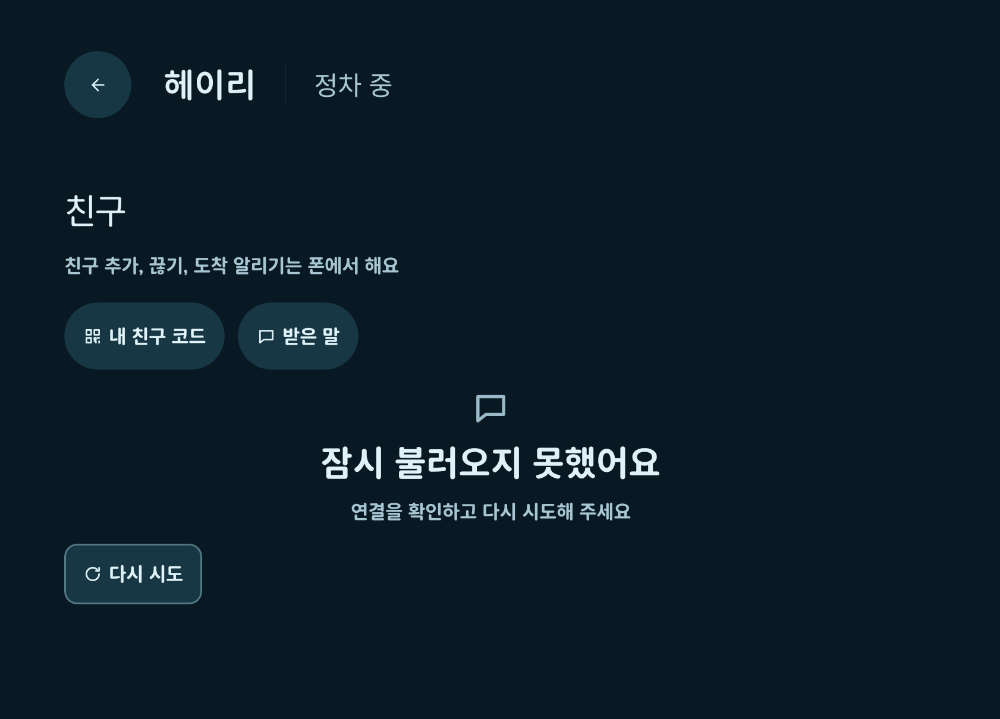 헤이리 정차 중
친구
친구 추가, 끊기, 도착 알리기는 폰에서 해요
내 친구 코드 받은 말
잠시 불러오지 못했어요
연결을 확인하고 다시 시도해 주세요
다시 시도